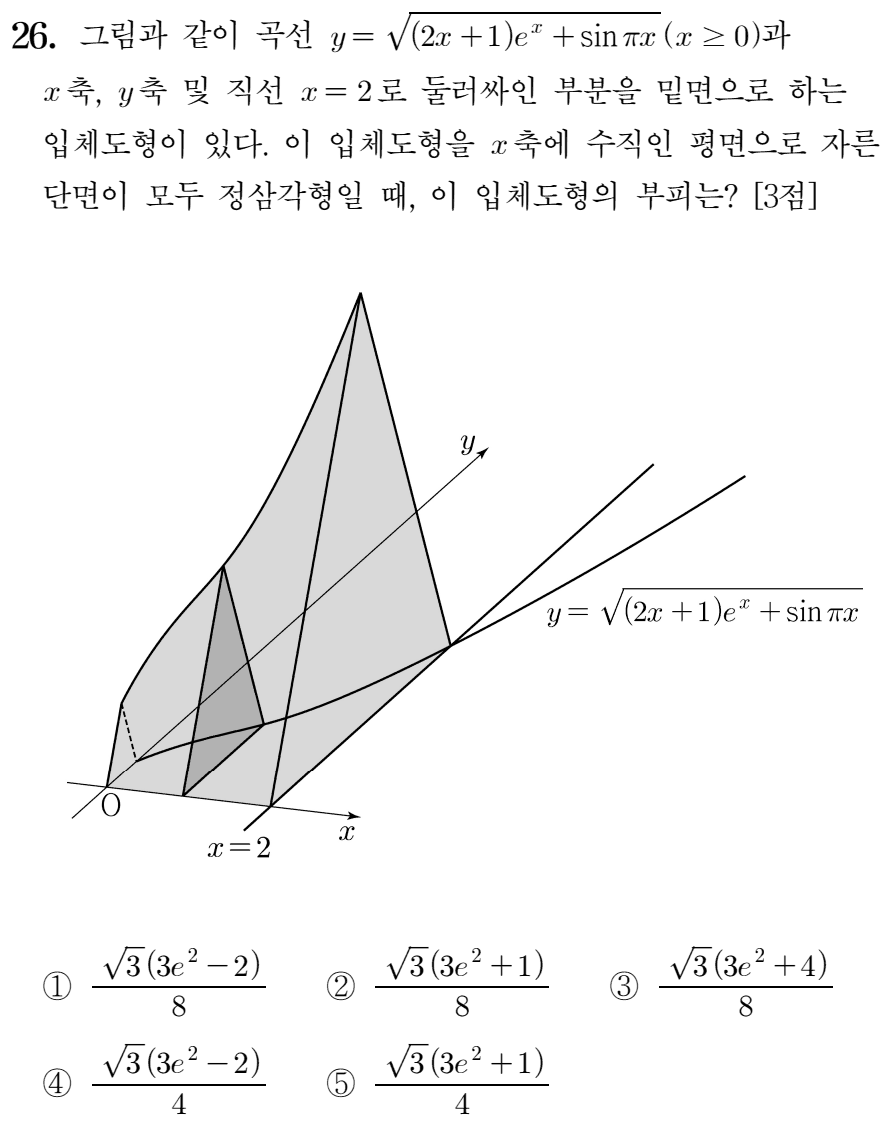 26. 그림과 같이 곡선 y = √((2x+1)e^x + sin πx) (x ≥ 0)과
x축, y축 및 직선 x = 2로 둘러싸인 부분을 밑면으로 하는
입체도형이 있다. 이 입체도형을 x축에 수직인 평면으로 자른
단면이 모두 정삼각형일 때, 이 입체도형의 부피는? [3점]
y
y = √((2x+1)e^x + sin πx)
O
x
x=2
① √3(3e²−2)/8 ② √3(3e²+1)/8 ③ √3(3e²+4)/8
④ √3(3e²−2)/4 ⑤ √3(3e²+1)/4